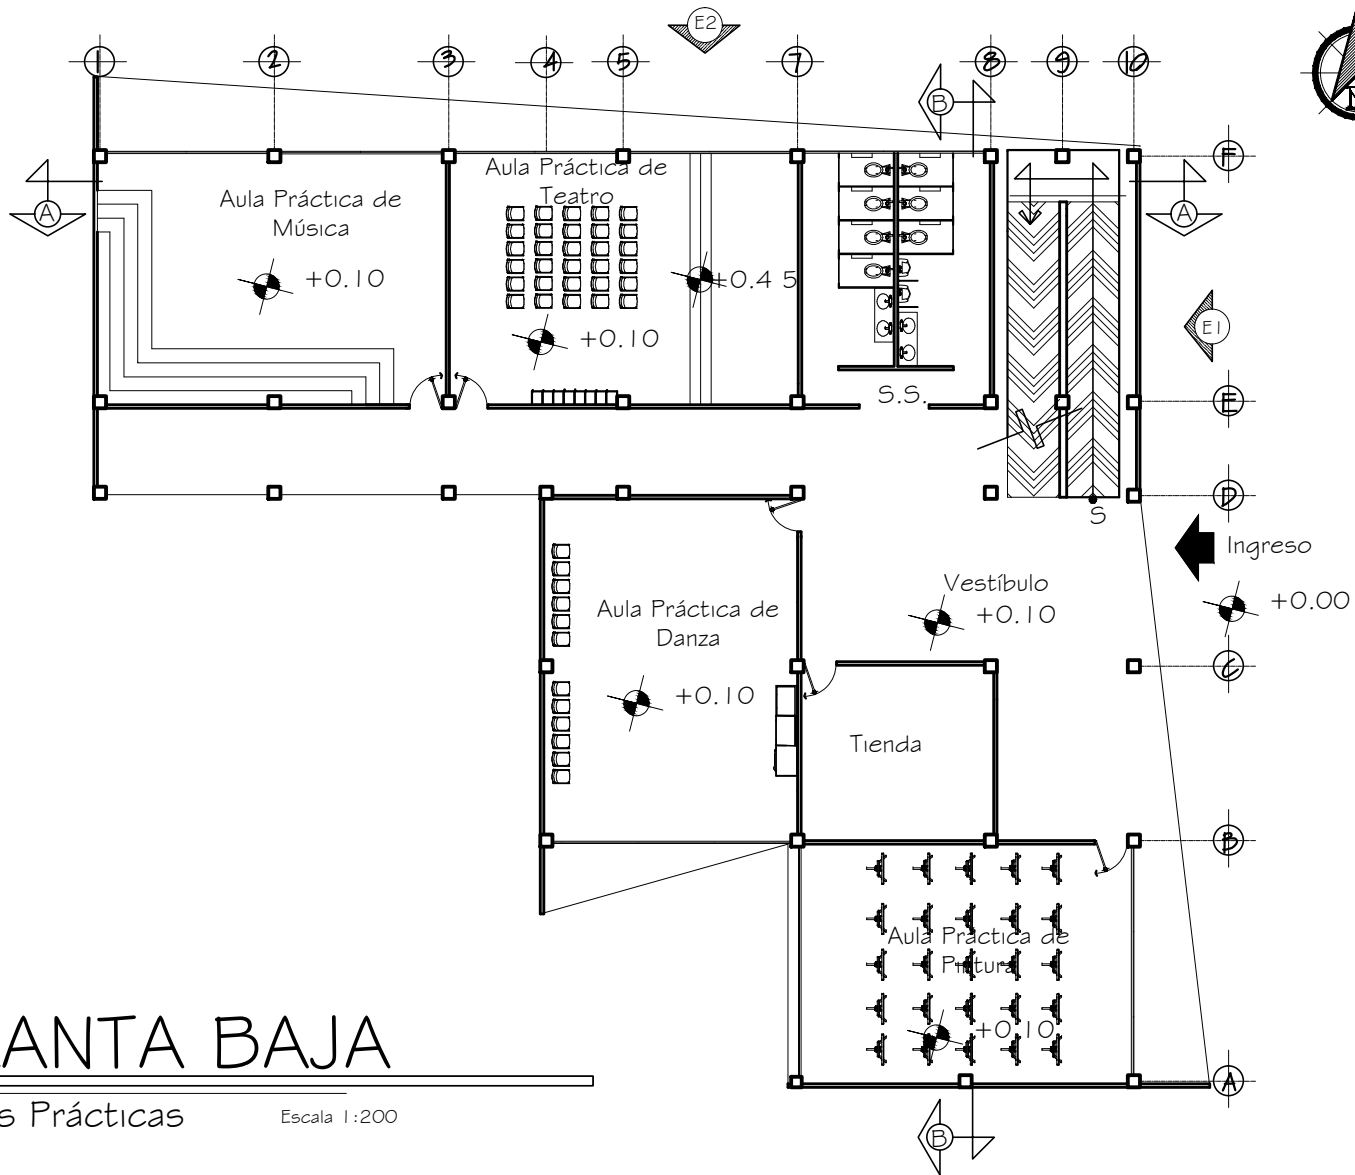 E2
1 2 3 4 5 7 8 9 10
B
F
Aula Práctica de
Música
Aula Práctica de
Teatro
A
A
+0.10
+0.45
E1
+0.10
S.S.
E
D
S
Ingreso
Vestíbulo
+0.10
+0.00
Aula Práctica de
Danza
C
+0.10
Tienda
B
Aula Práctica de
Pintura
+0.10
ANTA BAJA
A
s Prácticas
Escala 1:200
B